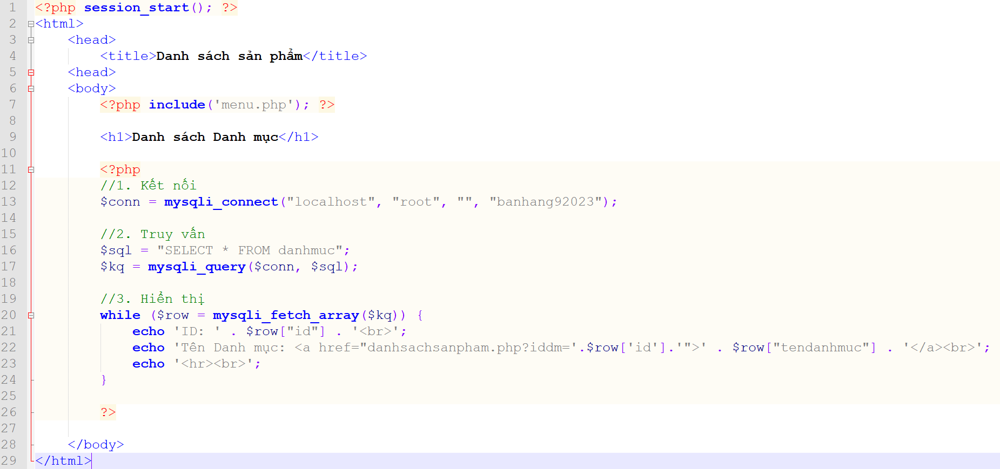 1 <?php session_start(); ?>
2 <html>
3     <head>
4         <title>Danh sách sản phẩm</title>
5     <head>
6     <body>
7         <?php include('menu.php'); ?>
8
9         <h1>Danh sách Danh mục</h1>
10
11         <?php
12         //1. Kết nối
13         $conn = mysqli_connect("localhost", "root", "", "banhang92023");
14
15         //2. Truy vấn
16         $sql = "SELECT * FROM danhmuc";
17         $kq = mysqli_query($conn, $sql);
18
19         //3. Hiển thị
20         while ($row = mysqli_fetch_array($kq)) {
21             echo 'ID: ' . $row["id"] . '<br>';
22             echo 'Tên Danh mục: <a href="danhsachsanpham.php?iddm='.$row['id'].'">' . $row["tendanhmuc"] . '</a><br>';
23             echo '<hr><br>';
24         }
25
26         ?>
27
28     </body>
29 </html>